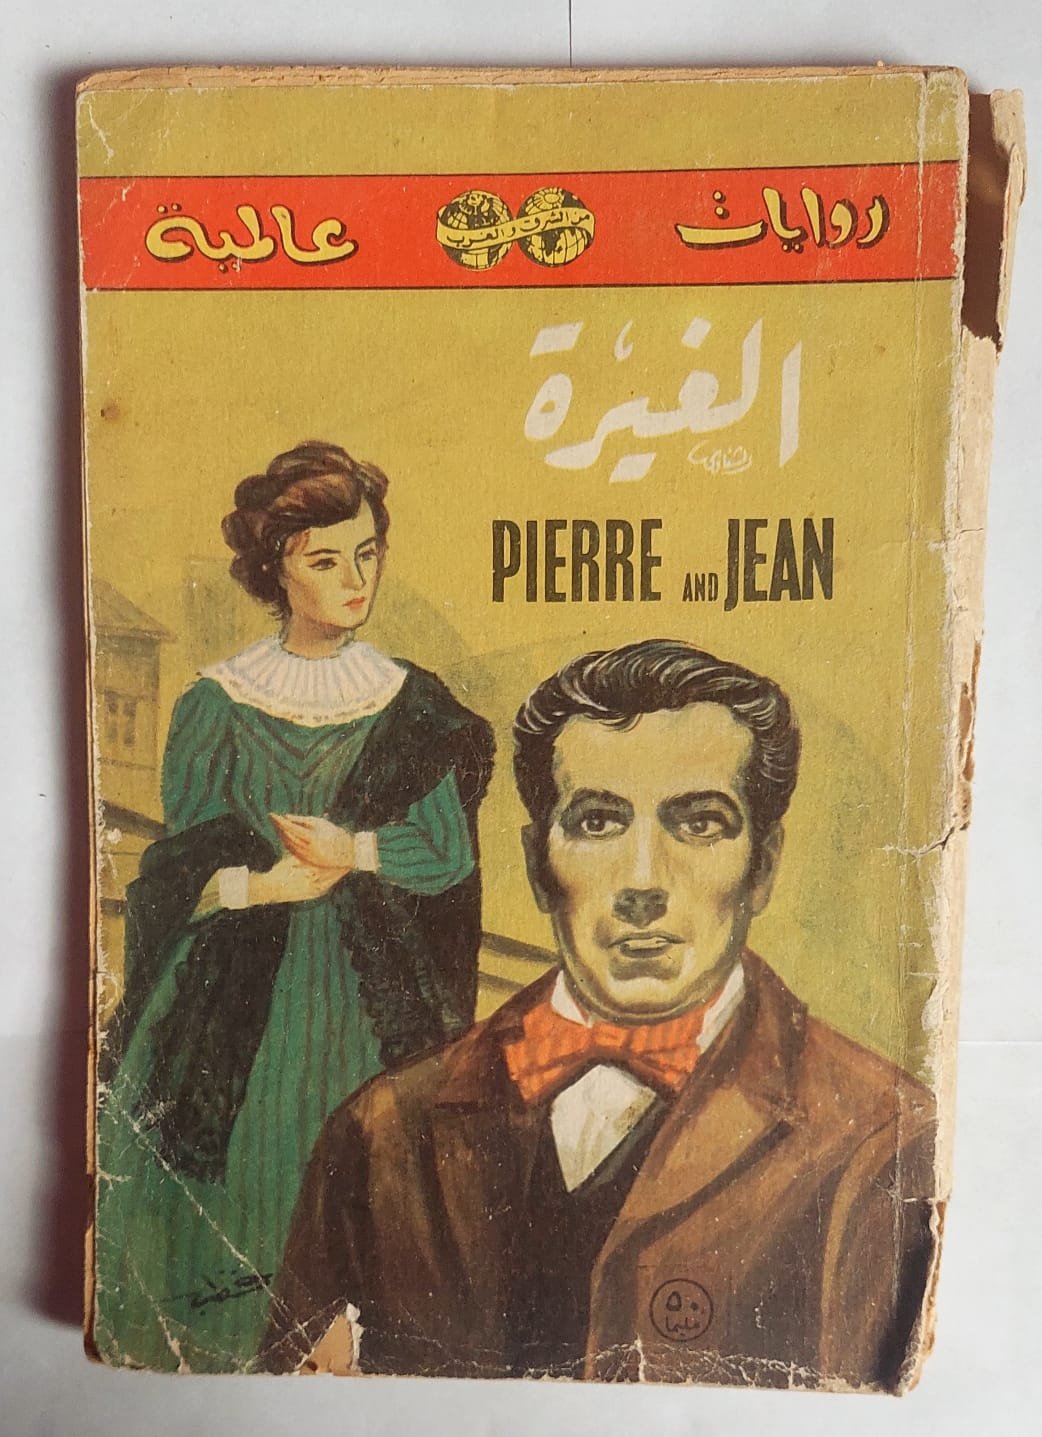 روايات عالمية
من الشرق والغرب
الغيرة
PIERRE AND JEAN
٥٠
مليما